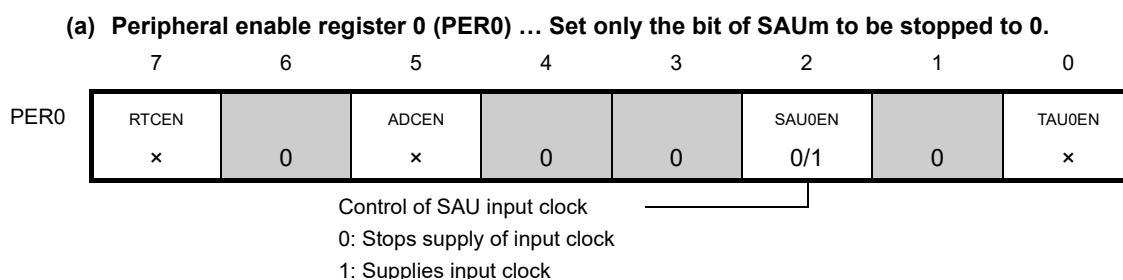 (a) Peripheral enable register 0 (PER0) … Set only the bit of SAUm to be stopped to 0.
7 6 5 4 3 2 1 0
PER0 RTCEN ADCEN SAU0EN TAU0EN
× 0 × 0 0 0/1 0 ×
Control of SAU input clock
0: Stops supply of input clock
1: Supplies input clock